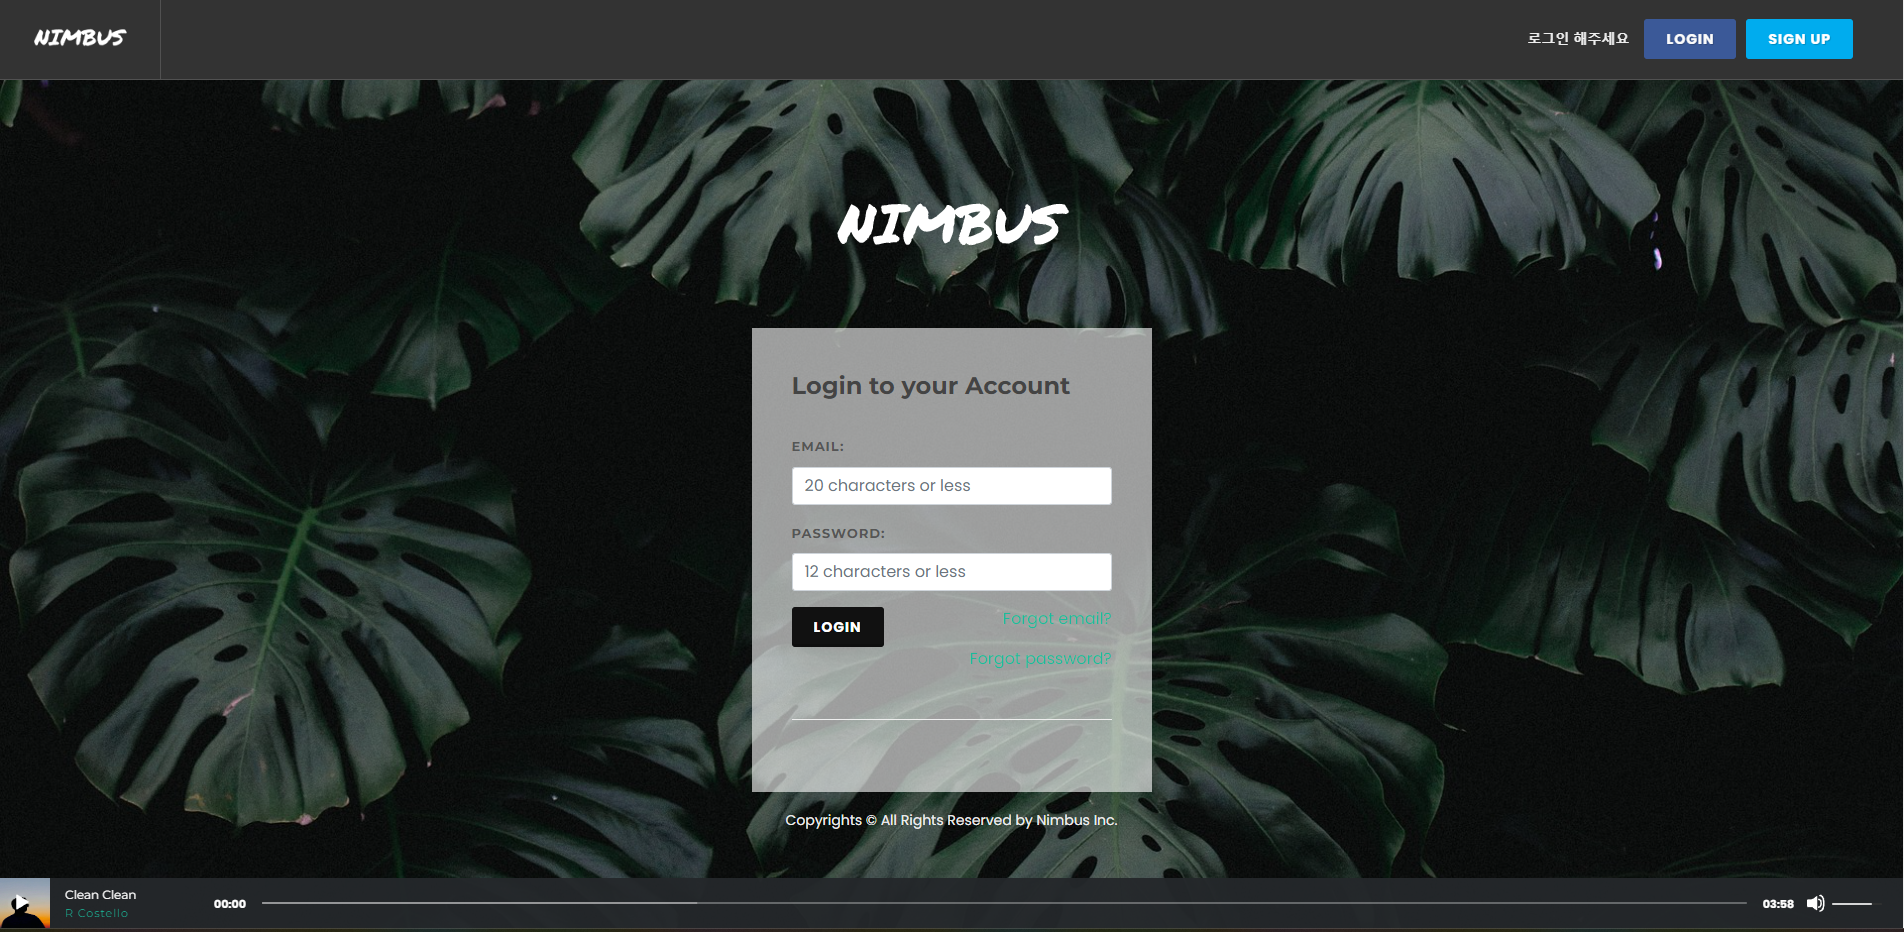 NIMBUS
로그인 해주세요 LOGIN SIGN UP
NIMBUS
Login to your Account
EMAIL:
20 characters or less
PASSWORD:
12 characters or less
LOGIN
Forgot email?
Forgot password?
Copyrights © All Rights Reserved by Nimbus Inc.
Clean Clean
R Costello
00:00
03:58